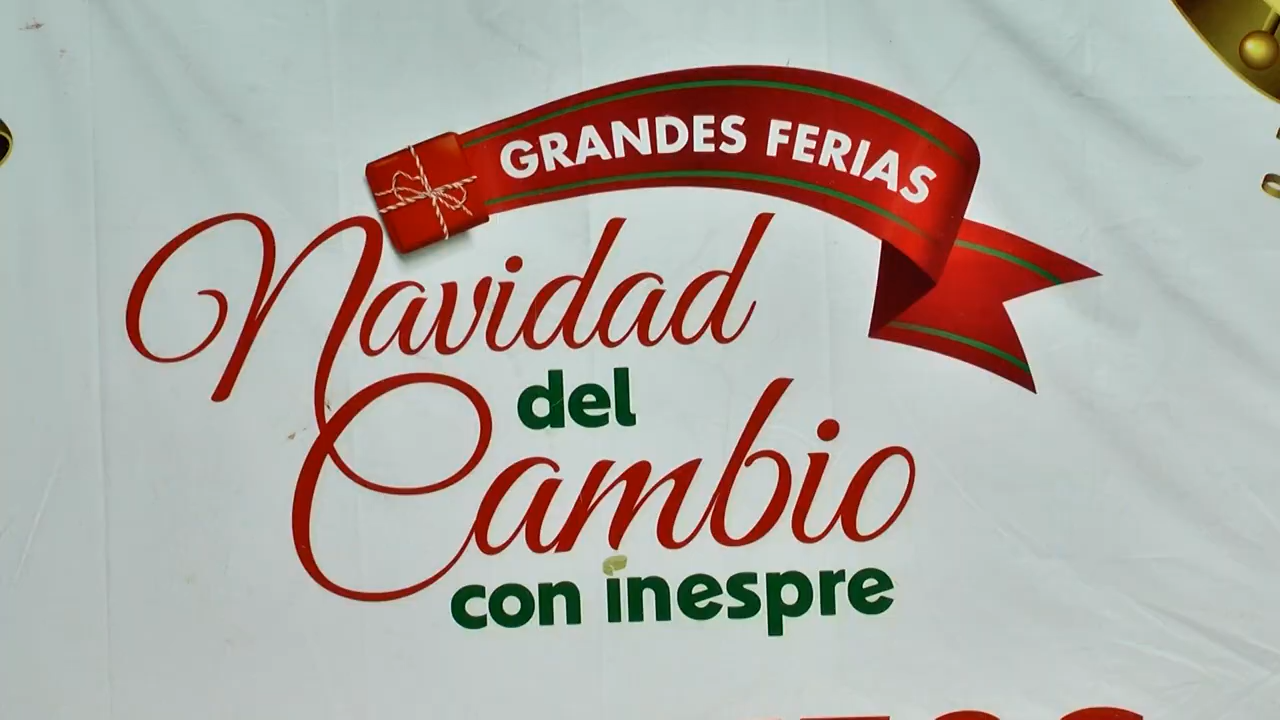 GRANDES FERIAS
Navidad
del
Cambio
con inespre